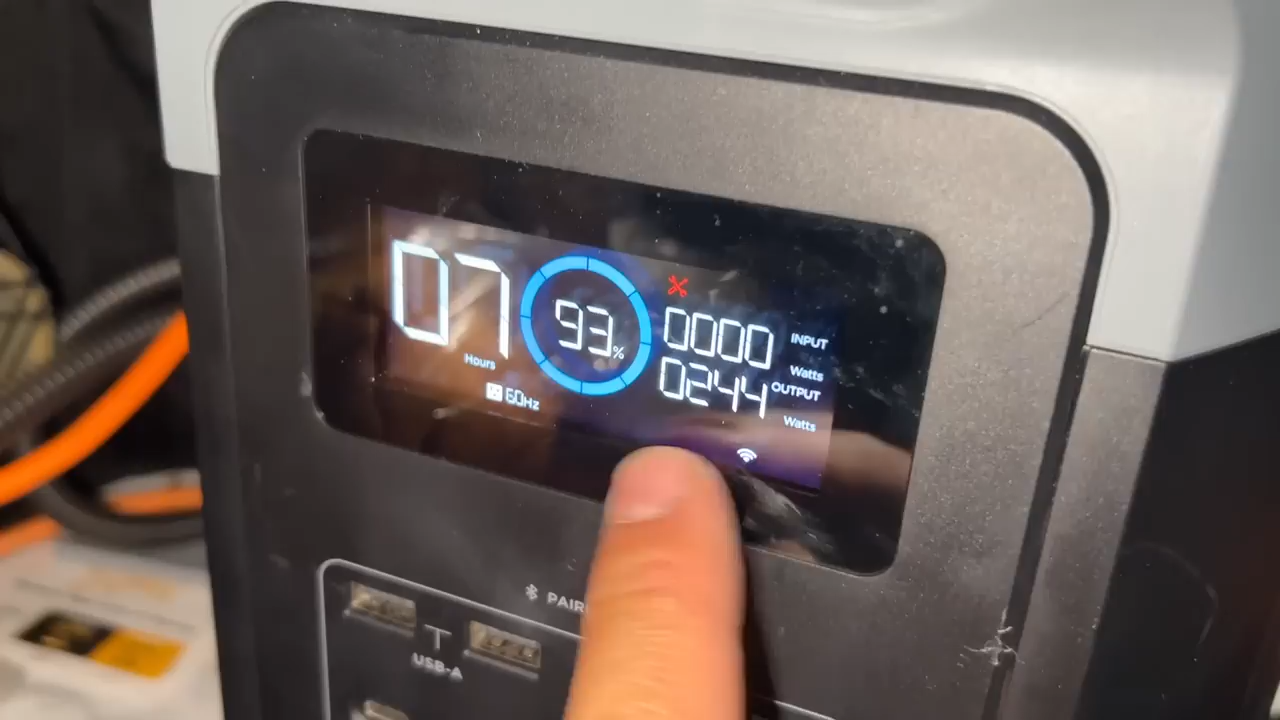 07
Hours
60Hz
93%
0000 INPUT
Watts
0244 OUTPUT
Watts
PAIR
USB-A